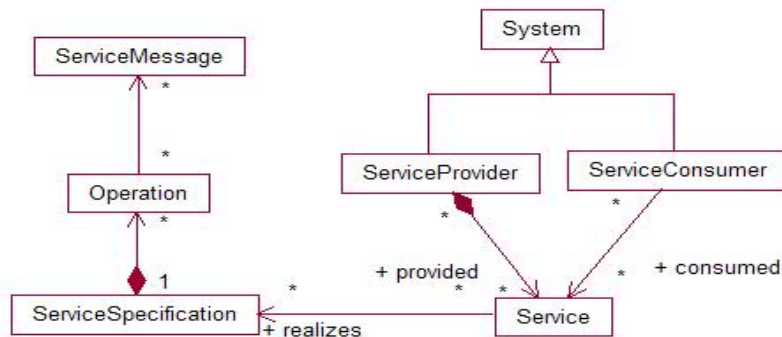 System
ServiceMessage
*
*
ServiceProvider
ServiceConsumer
Operation
*
*
*
+ provided
*
+ consumed
1
*
*
*
ServiceSpecification
+ realizes
Service